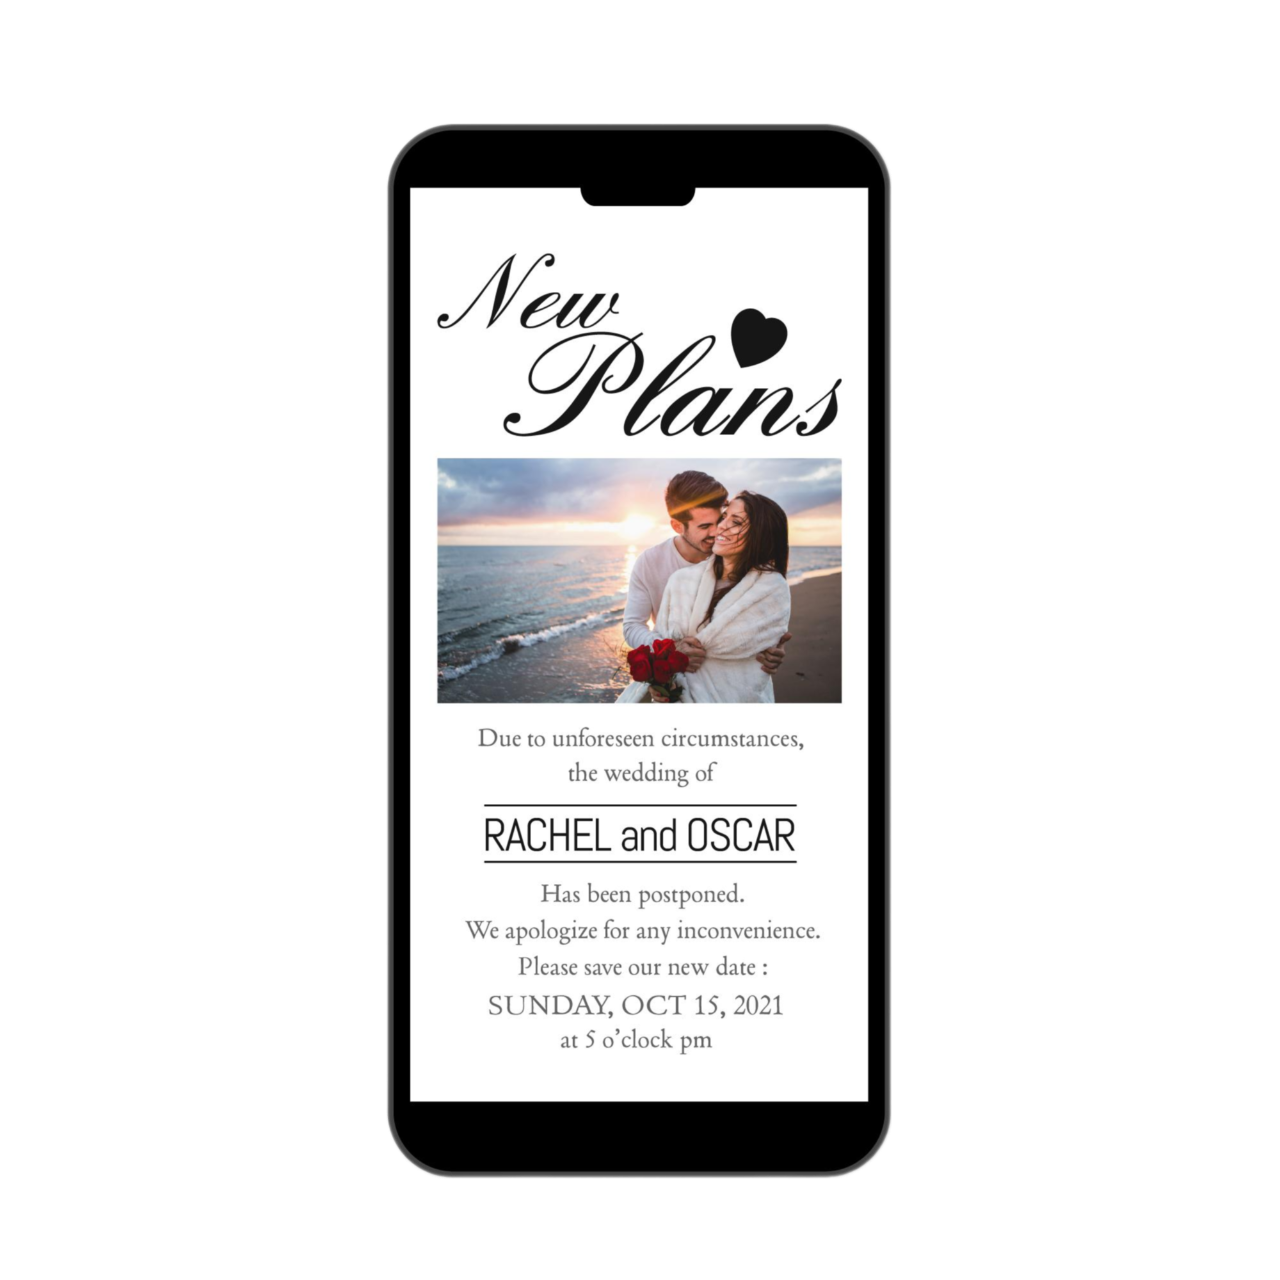 New
Plans
Due to unforeseen circumstances,
the wedding of
RACHEL and OSCAR
Has been postponed.
We apologize for any inconvenience.
Please save our new date :
SUNDAY, OCT 15, 2021
at 5 o’clock pm